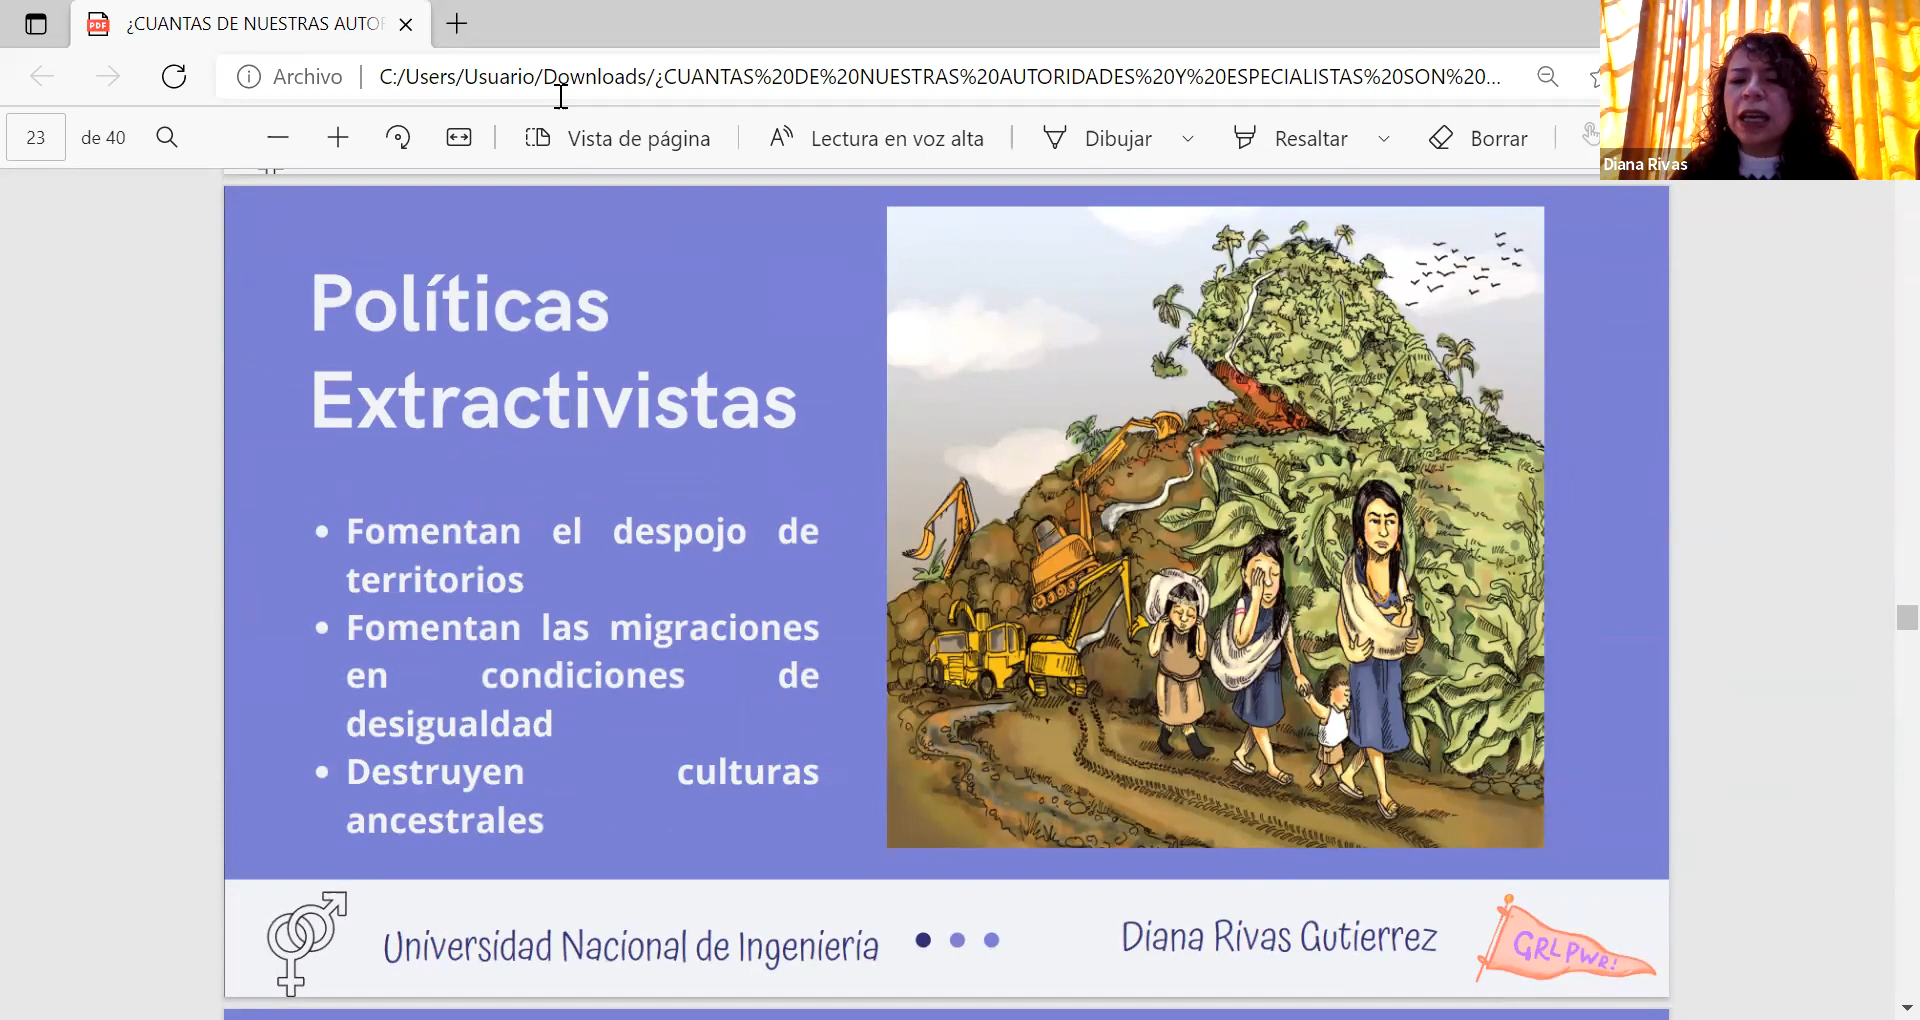 ¿CUANTAS DE NUESTRAS AUTOR
Archivo
C:/Users/Usuario/Downloads/¿CUANTAS%20DE%20NUESTRAS%20AUTORIDADES%20Y%20ESPECIALISTAS%20SON%20...
23 de 40
Vista de página
Lectura en voz alta
Dibujar
Resaltar
Borrar
Diana Rivas
Políticas
Extractivistas
• Fomentan el despojo de
territorios
• Fomentan las migraciones
en condiciones de
desigualdad
• Destruyen culturas
ancestrales
Universidad Nacional de Ingenieria
Diana Rivas Gutierrez
GRL PWR!